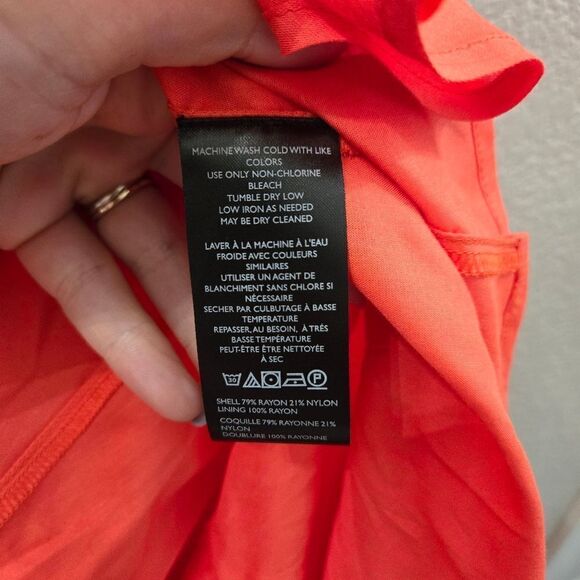 MACHINE WASH COLD WITH LIKE
COLORS
USE ONLY NON-CHLORINE
BLEACH
TUMBLE DRY LOW
LOW IRON AS NEEDED
MAY BE DRY CLEANED
LAVER À LA MACHINE À L'EAU
FROIDE AVEC COULEURS
SIMILAIRES
UTILISER UN AGENT DE
BLANCHIMENT SANS CHLORE SI
NÉCESSAIRE
SECHER PAR CULBUTAGE À BASSE
TEMPERATURE
REPASSER, AU BESOIN, À TRÉS
BASSE TEMPÉRATURE
PEUT-ÊTRE ÊTRE NETTOYÉE
À SEC
30 P
SHELL 79% RAYON 21% NYLON
LINING 100% RAYON
COQUILLE 79% RAYONNE 21%
NYLON
DOUBLURE 100% RAYONNE